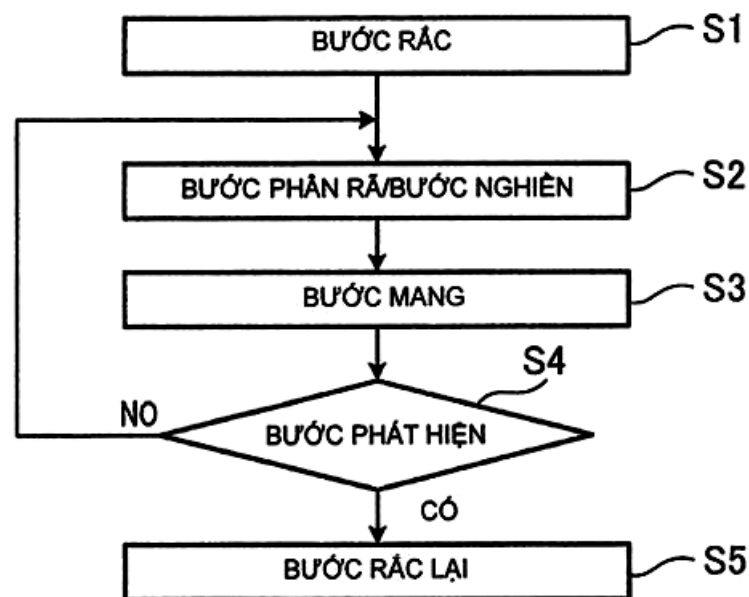 BƯỚC RẮC
S1
BƯỚC PHÂN RÃ/BƯỚC NGHIỀN
S2
BƯỚC MANG
S3
S4
NO
BƯỚC PHÁT HIỆN
CÓ
BƯỚC RẮC LẠI
S5